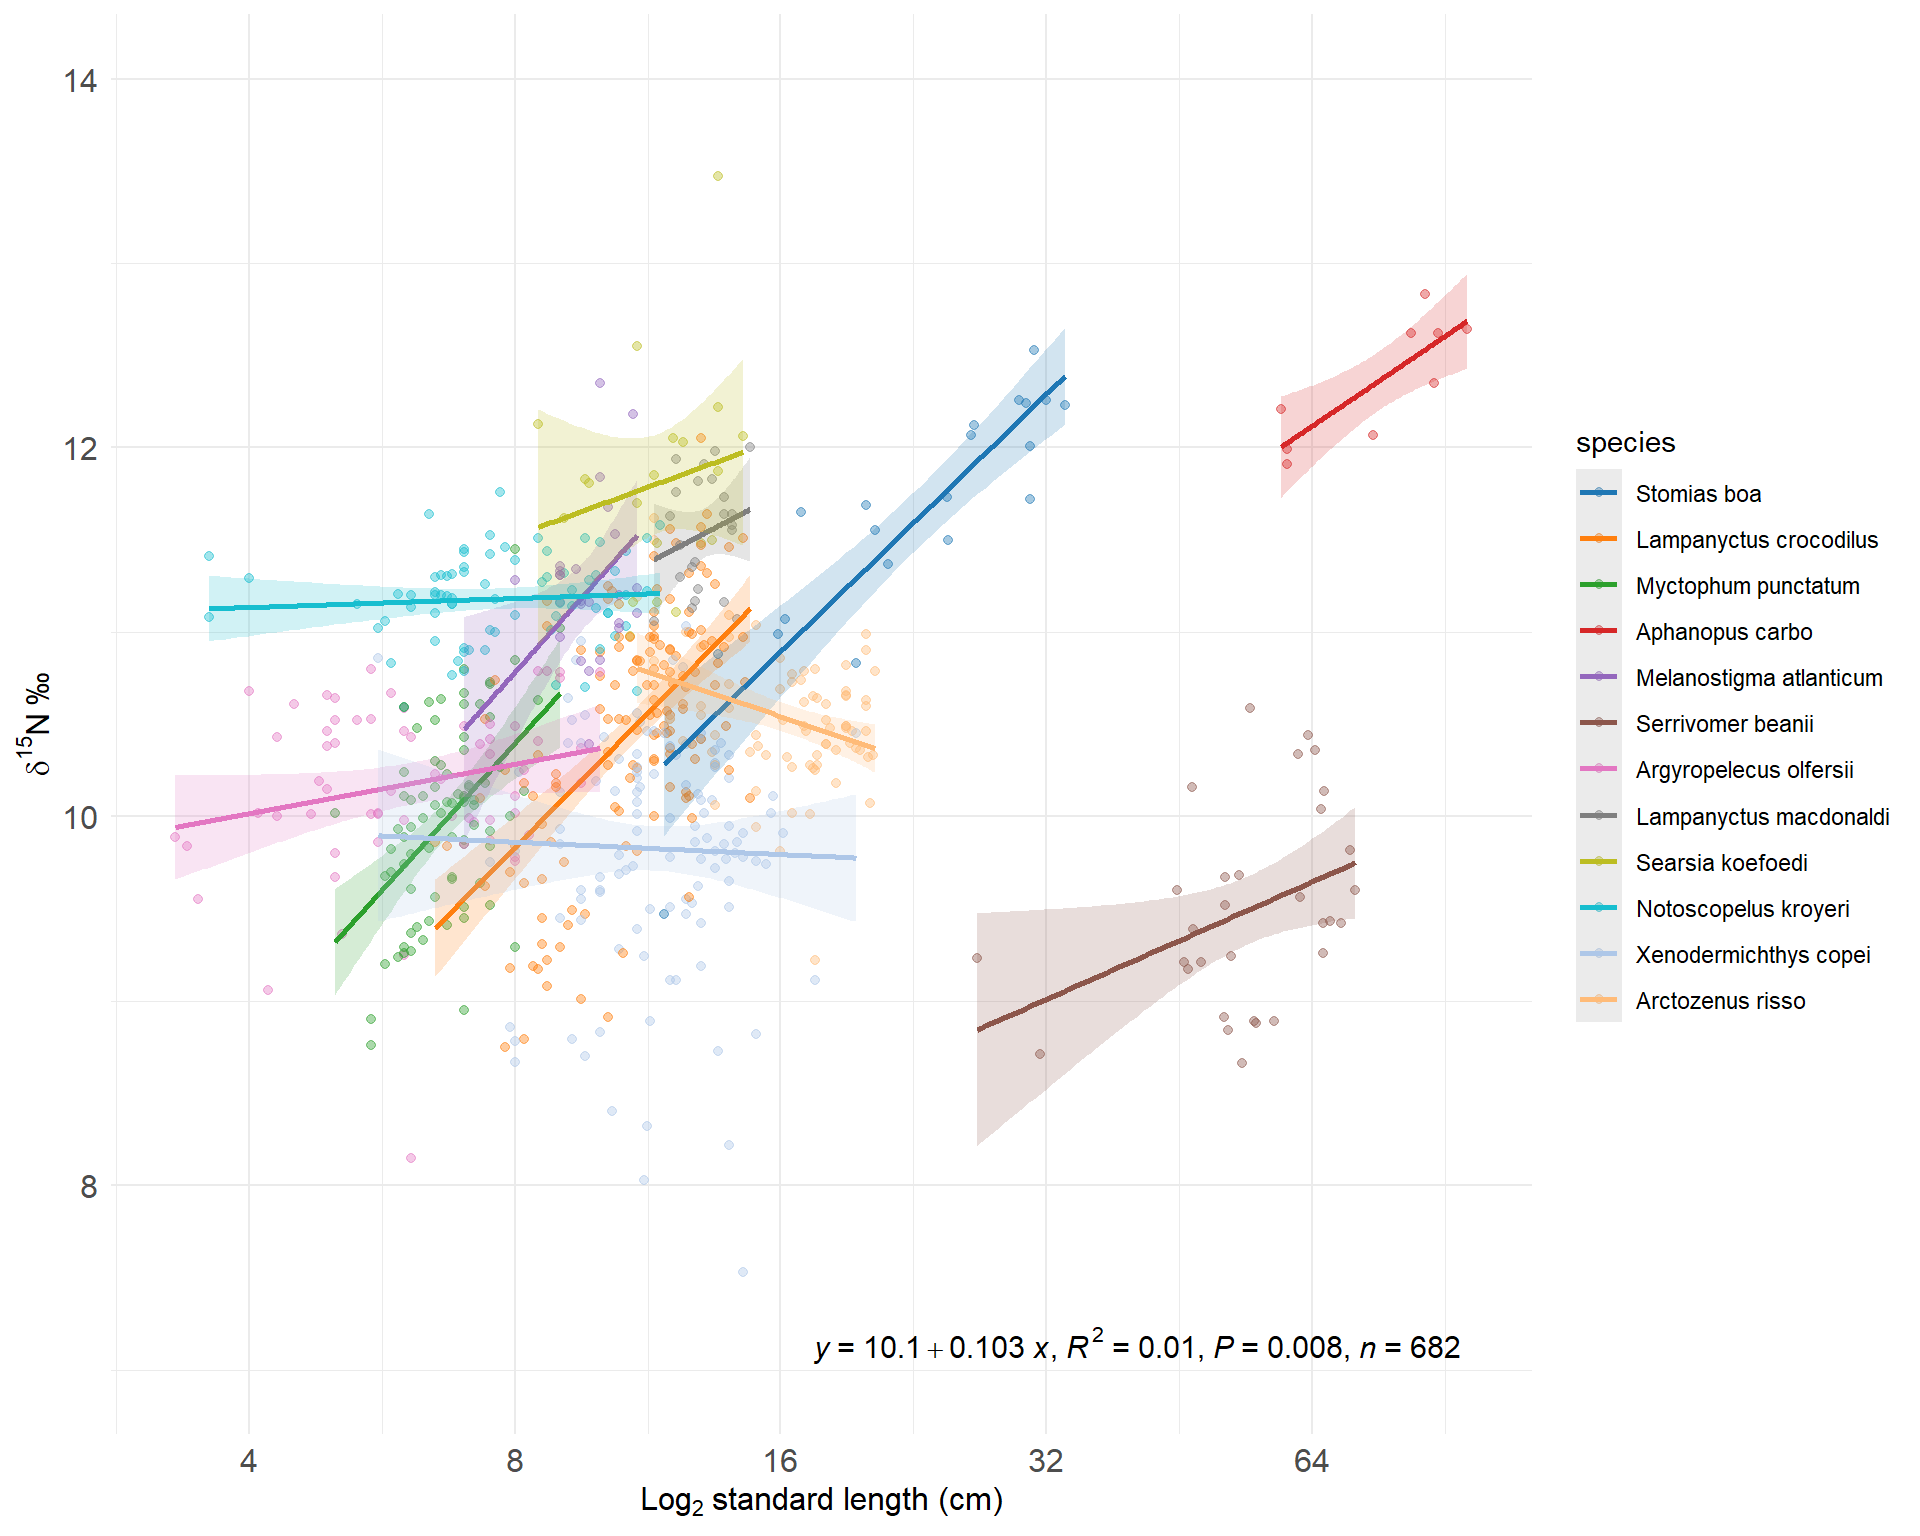 14
12
10
8
δ15N ‰
4
8
16
32
64
Log2 standard length (cm)
y = 10.1 + 0.103 x, R2 = 0.01, P = 0.008, n = 682
species
Stomias boa
Lampanyctus crocodilus
Myctophum punctatum
Aphanopus carbo
Melanostigma atlanticum
Serrivomer beanii
Argyropelecus olfersii
Lampanyctus macdonaldi
Searsia koefoedi
Notoscopelus kroyeri
Xenodermichthys copei
Arctozenus risso